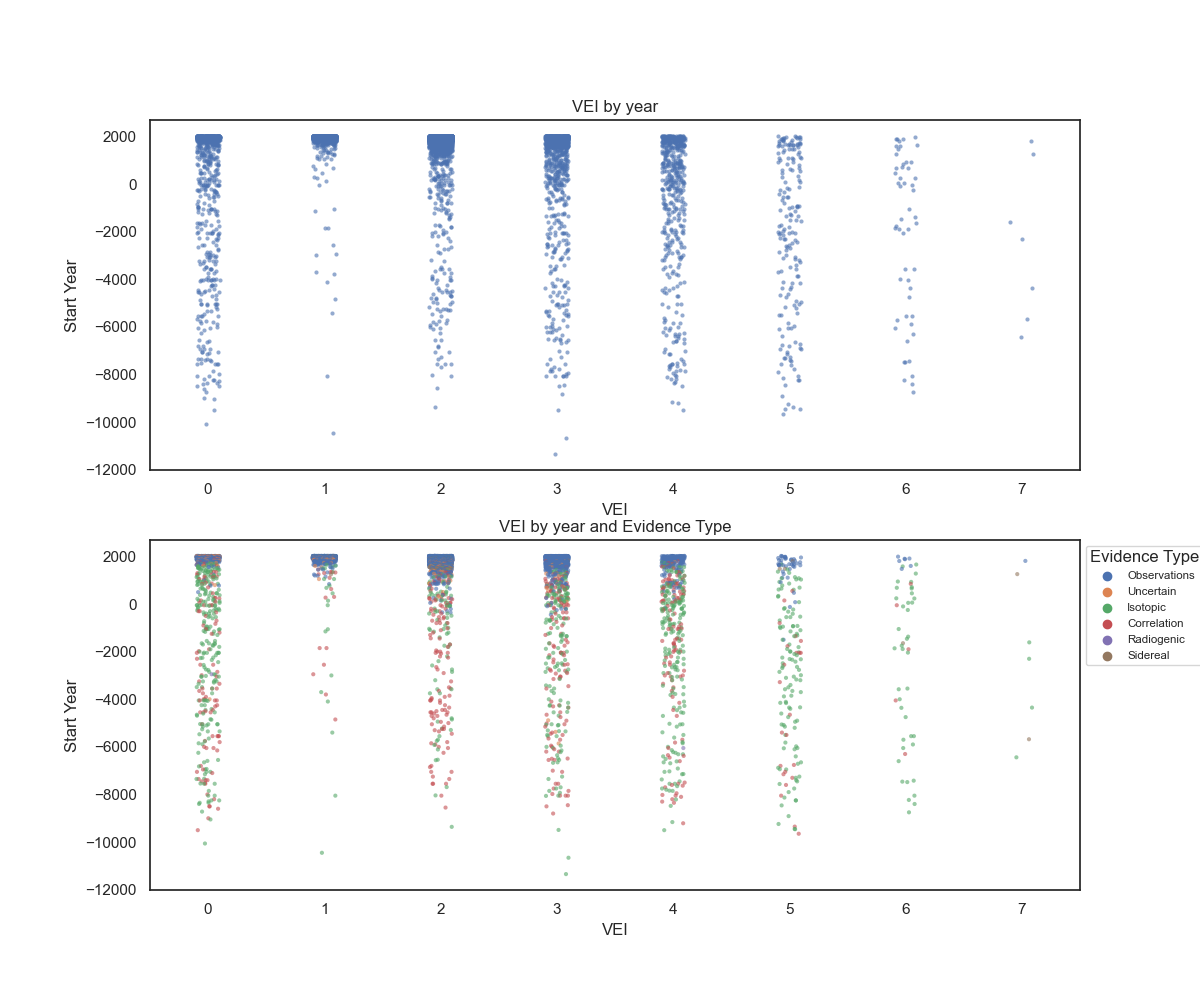 VEI by year
2000
0
−2000
−4000
−6000
−8000
−10000
−12000
Start Year
0 1 2 3 4 5 6 7
VEI
VEI by year and Evidence Type
2000
0
−2000
−4000
−6000
−8000
−10000
−12000
Start Year
0 1 2 3 4 5 6 7
VEI
Evidence Type
Observations
Uncertain
Isotopic
Correlation
Radiogenic
Sidereal